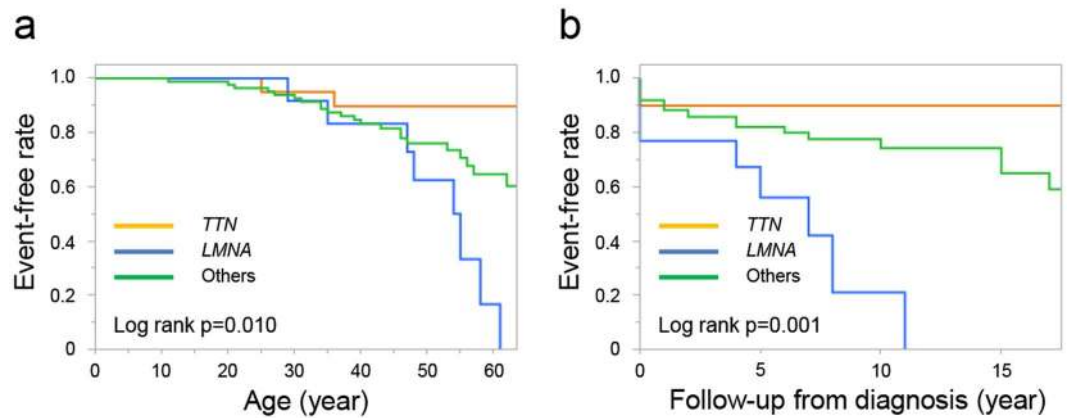 a
Event-free rate
1.0
0.8
0.6
0.4
0.2
0
TTN
LMNA
Others
Log rank p=0.010
0 10 20 30 40 50 60
Age (year)
b
Event-free rate
1.0
0.8
0.6
0.4
0.2
0
TTN
LMNA
Others
Log rank p=0.001
0 5 10 15
Follow-up from diagnosis (year)